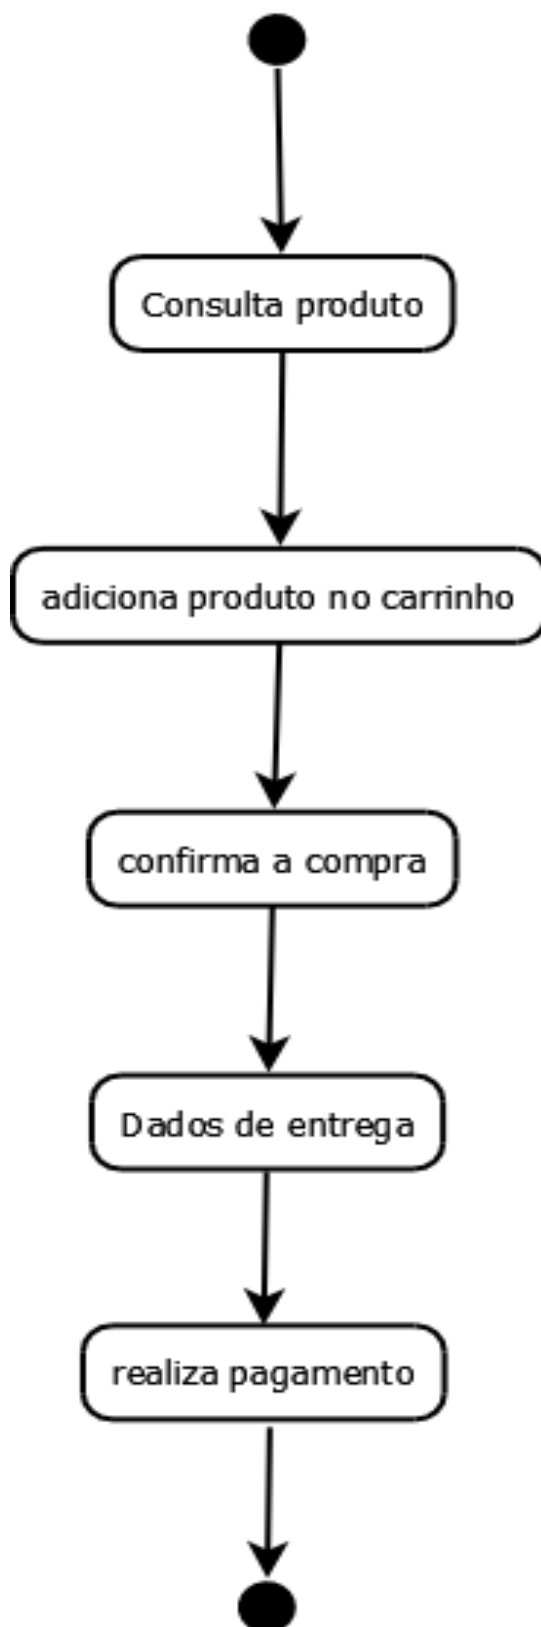 Consulta produto
adiciona produto no carrinho
confirma a compra
Dados de entrega
realiza pagamento